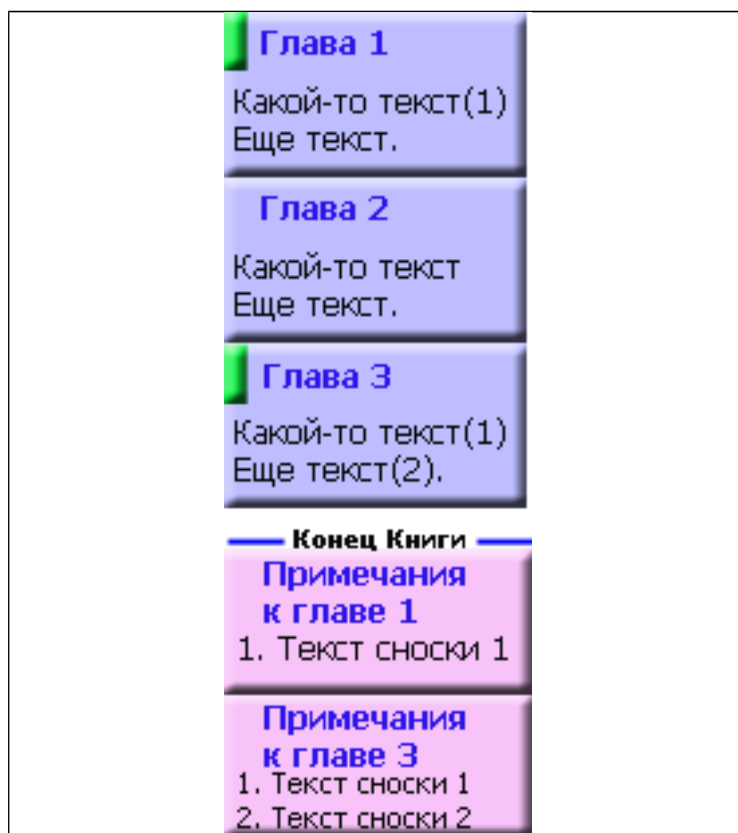 Глава 1
Какой-то текст(1)
Еще текст.
Глава 2
Какой-то текст
Еще текст.
Глава 3
Какой-то текст(1)
Еще текст(2).
Конец Книги
Примечания
к главе 1
1. Текст сноски 1
Примечания
к главе 3
1. Текст сноски 1
2. Текст сноски 2